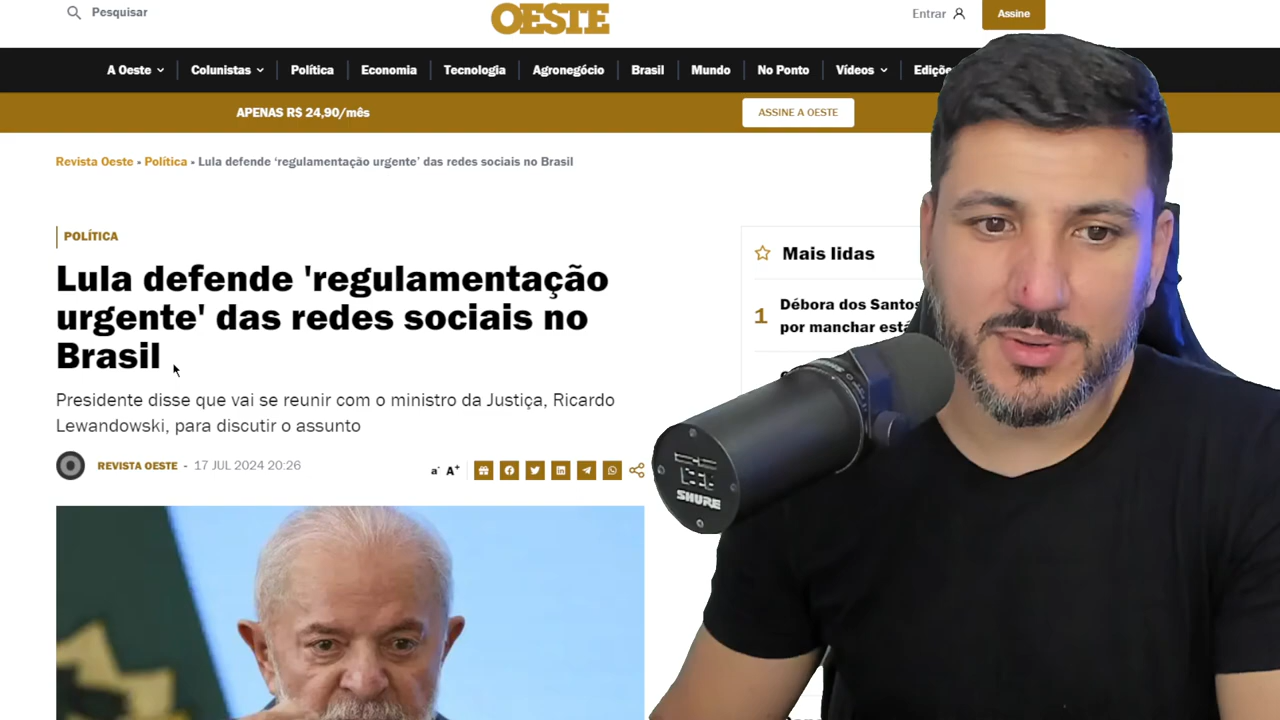 Pesquisar
OESTE
Entrar
Assine
A Oeste
Colunistas
Política
Economia
Tecnologia
Agronegócio
Brasil
Mundo
No Ponto
Vídeos
APENAS R$ 24,90/mês
ASSINE A OESTE
Revista Oeste » Política » Lula defende ‘regulamentação urgente’ das redes sociais no Brasil
POLÍTICA
Lula defende 'regulamentação
urgente' das redes sociais no
Brasil
Presidente disse que vai se reunir com o ministro da Justiça, Ricardo
Lewandowski, para discutir o assunto
REVISTA OESTE - 17 JUL 2024 20:26
a- A+
Mais lidas
1
Débora dos Santos
por manchar
SHURE